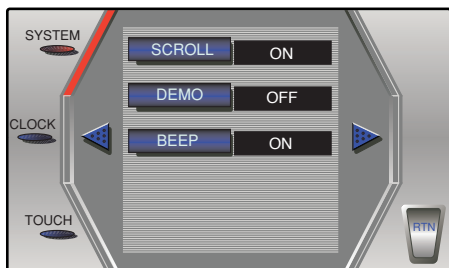 SYSTEM
SCROLL ON
DEMO OFF
CLOCK
BEEP ON
TOUCH
RTN